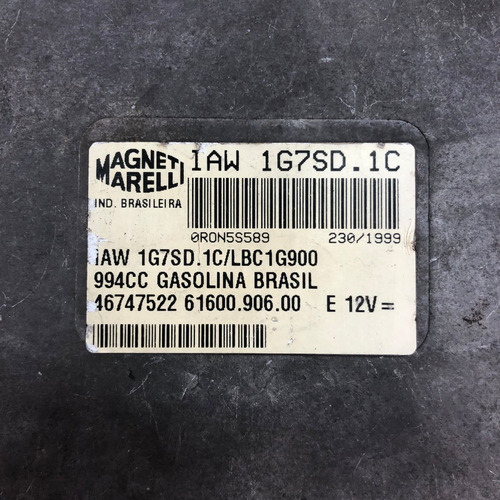 MAGNETI MARELLI
IAW 1G7SD.1C
IND. BRASILEIRA
0RON5S589 230/1999
iAW 1G7SD.1C/LBC1G900
994CC GASOLINA BRASIL
46747522 61600.906.00 E 12V=